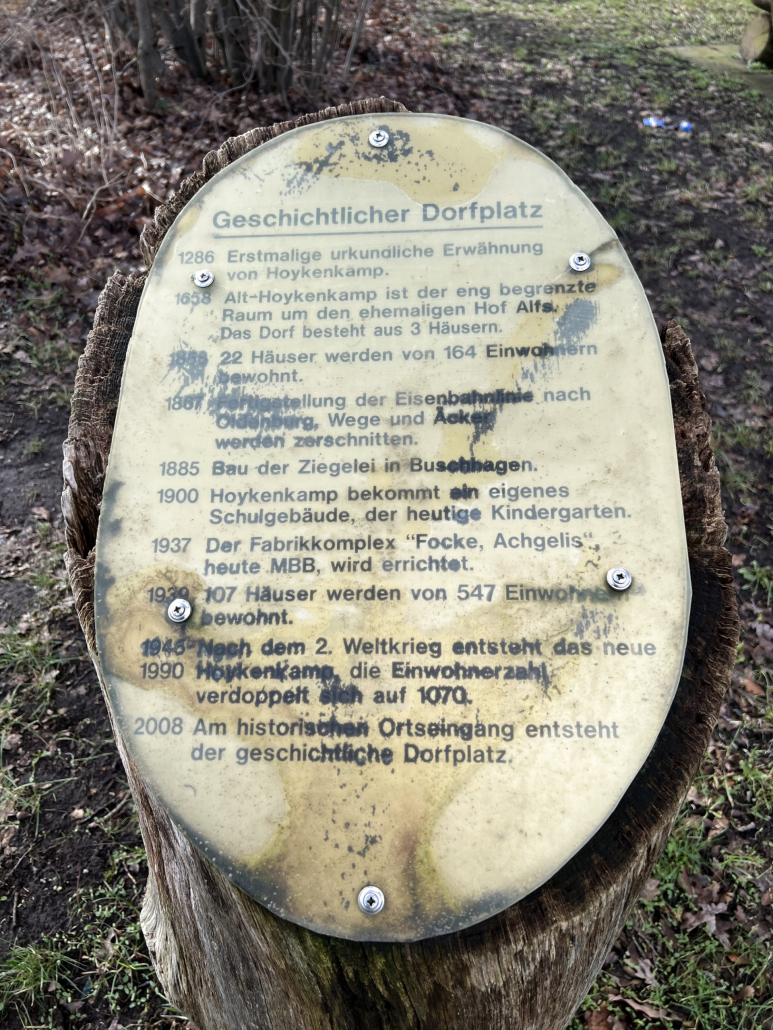 Geschichtlicher Dorfplatz
1286 Erstmalige urkundliche Erwähnung
von Hoykenkamp.
1658 Alt-Hoykenkamp ist der eng begrenzte
Raum um den ehemaligen Hof Alfs.
Das Dorf besteht aus 3 Häusern.
22 Häuser werden von 164 Einwohnern
bewohnt.
1867 Fertigstellung der Eisenbahnlinie nach
Oldenburg, Wege und Äcker
werden zerschnitten.
1885 Bau der Ziegelei in Buschhagen.
1900 Hoykenkamp bekommt ein eigenes
Schulgebäude, der heutige Kindergarten.
1937 Der Fabrikkomplex "Focke, Achgelis",
heute MBB, wird errichtet.
1939 107 Häuser werden von 547 Einwohnern
bewohnt.
1945- Nach dem 2. Weltkrieg entsteht das neue
1990 Hoykenkamp, die Einwohnerzahl
verdoppelt sich auf 1070.
2008 Am historischen Ortseingang entsteht
der geschichtliche Dorfplatz.